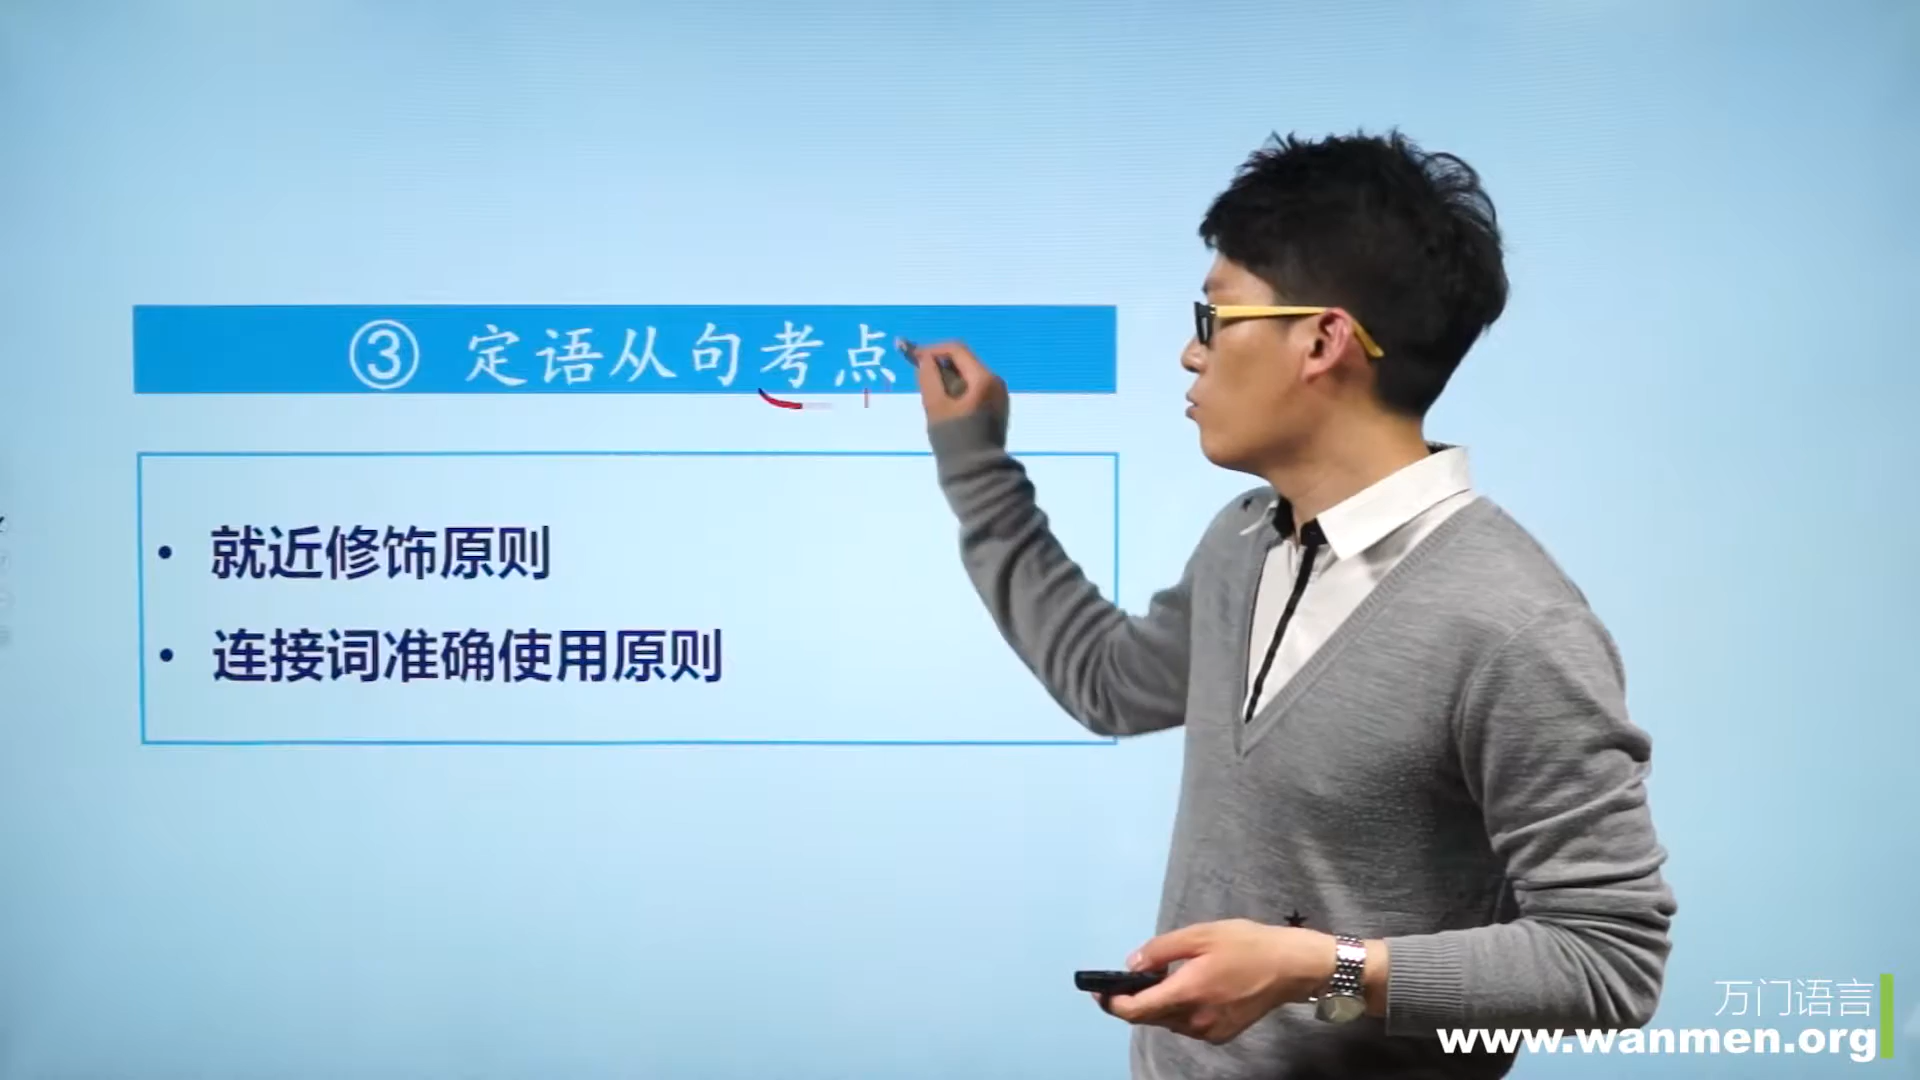 ③ 定语从句考点
• 就近修饰原则
• 连接词准确使用原则
万门语言
www.wanmen.org